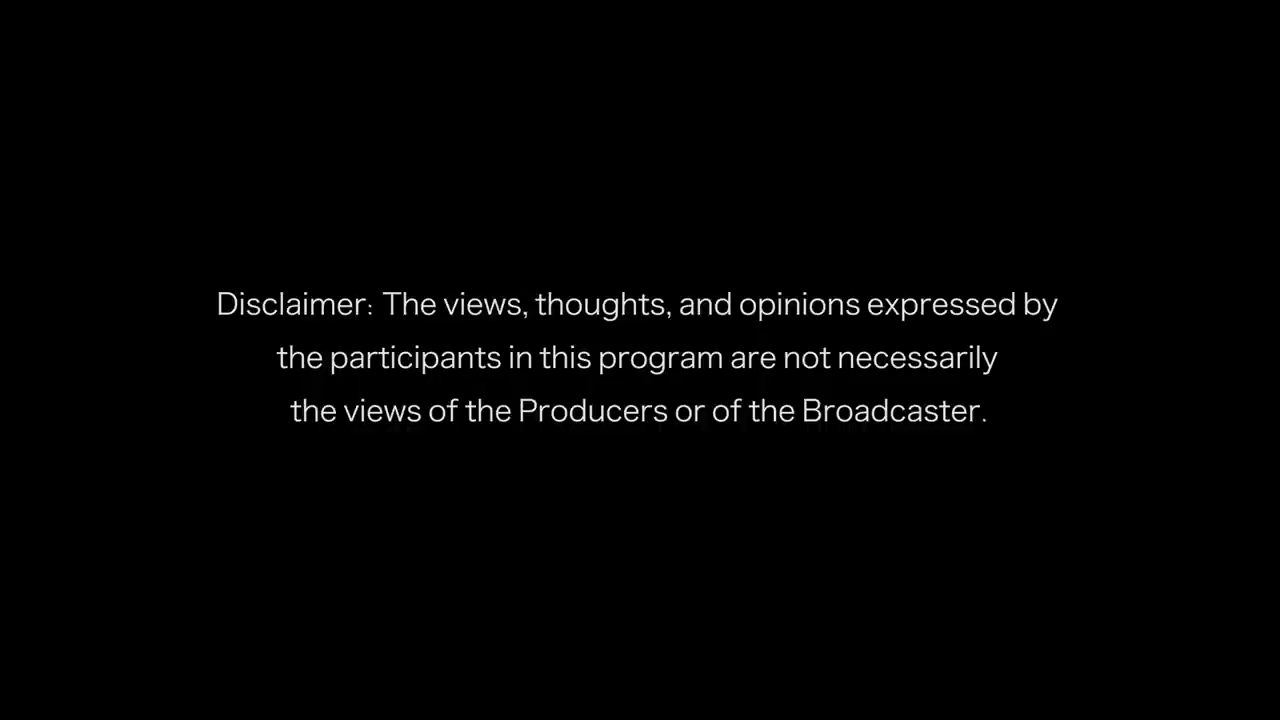 Disclaimer: The views, thoughts, and opinions expressed by
the participants in this program are not necessarily
the views of the Producers or of the Broadcaster.